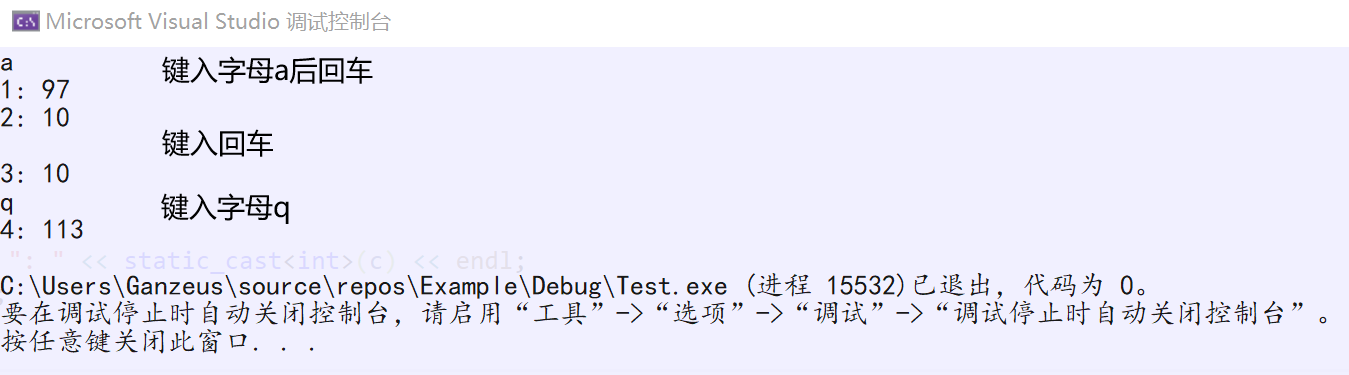 Microsoft Visual Studio 调试控制台
a 键入字母a后回车
1: 97
2: 10
键入回车
3: 10
q 键入字母q
4: 113
": " << static_cast<int>(c) << endl;
C:\Users\Ganzeus\source\repos\Example\Debug\Test.exe (进程 15532)已退出，代码为 0。
要在调试停止时自动关闭控制台，请启用“工具”->“选项”->“调试”->“调试停止时自动关闭控制台”。
按任意键关闭此窗口. . .